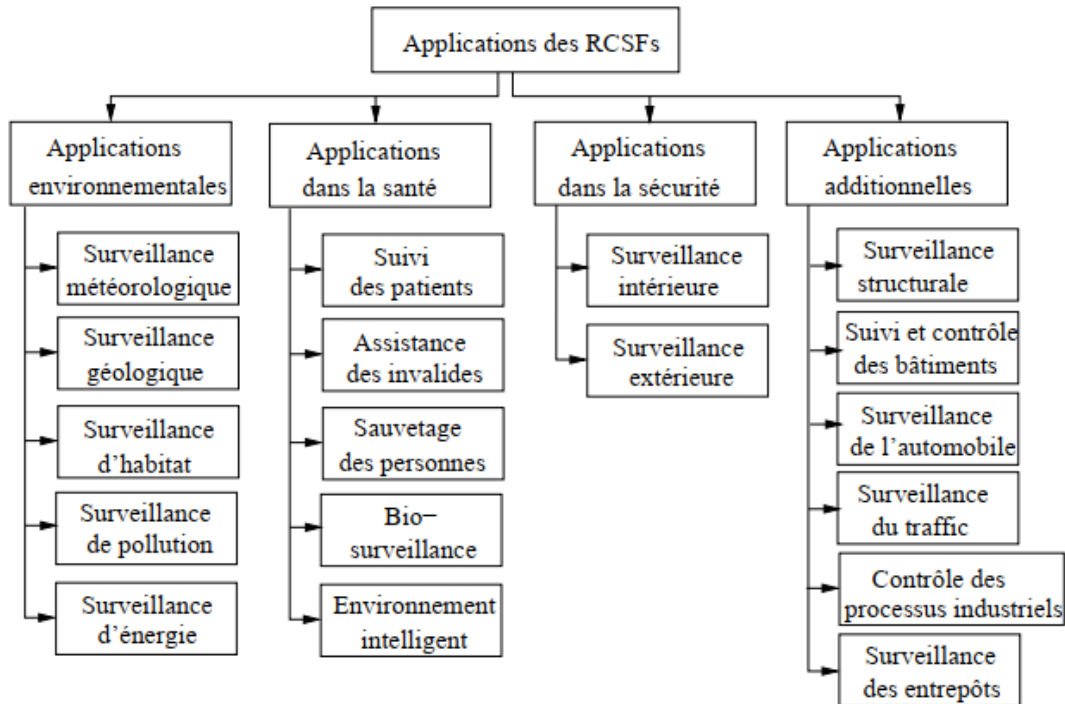 Applications des RCSFs
Applications
environnementales
Surveillance
météorologique
Surveillance
géologique
Surveillance
d'habitat
Surveillance
de pollution
Surveillance
d'énergie
Applications
dans la santé
Suivi
des patients
Assistance
des invalides
Sauvetage
des personnes
Bio-
surveillance
Environnement
intelligent
Applications
dans la sécurité
Surveillance
intérieure
Surveillance
extérieure
Applications
additionnelles
Surveillance
structurale
Suivi et contrôle
des bâtiments
Surveillance
de l'automobile
Surveillance
du traffic
Contrôle des
processus industriels
Surveillance
des entrepôts